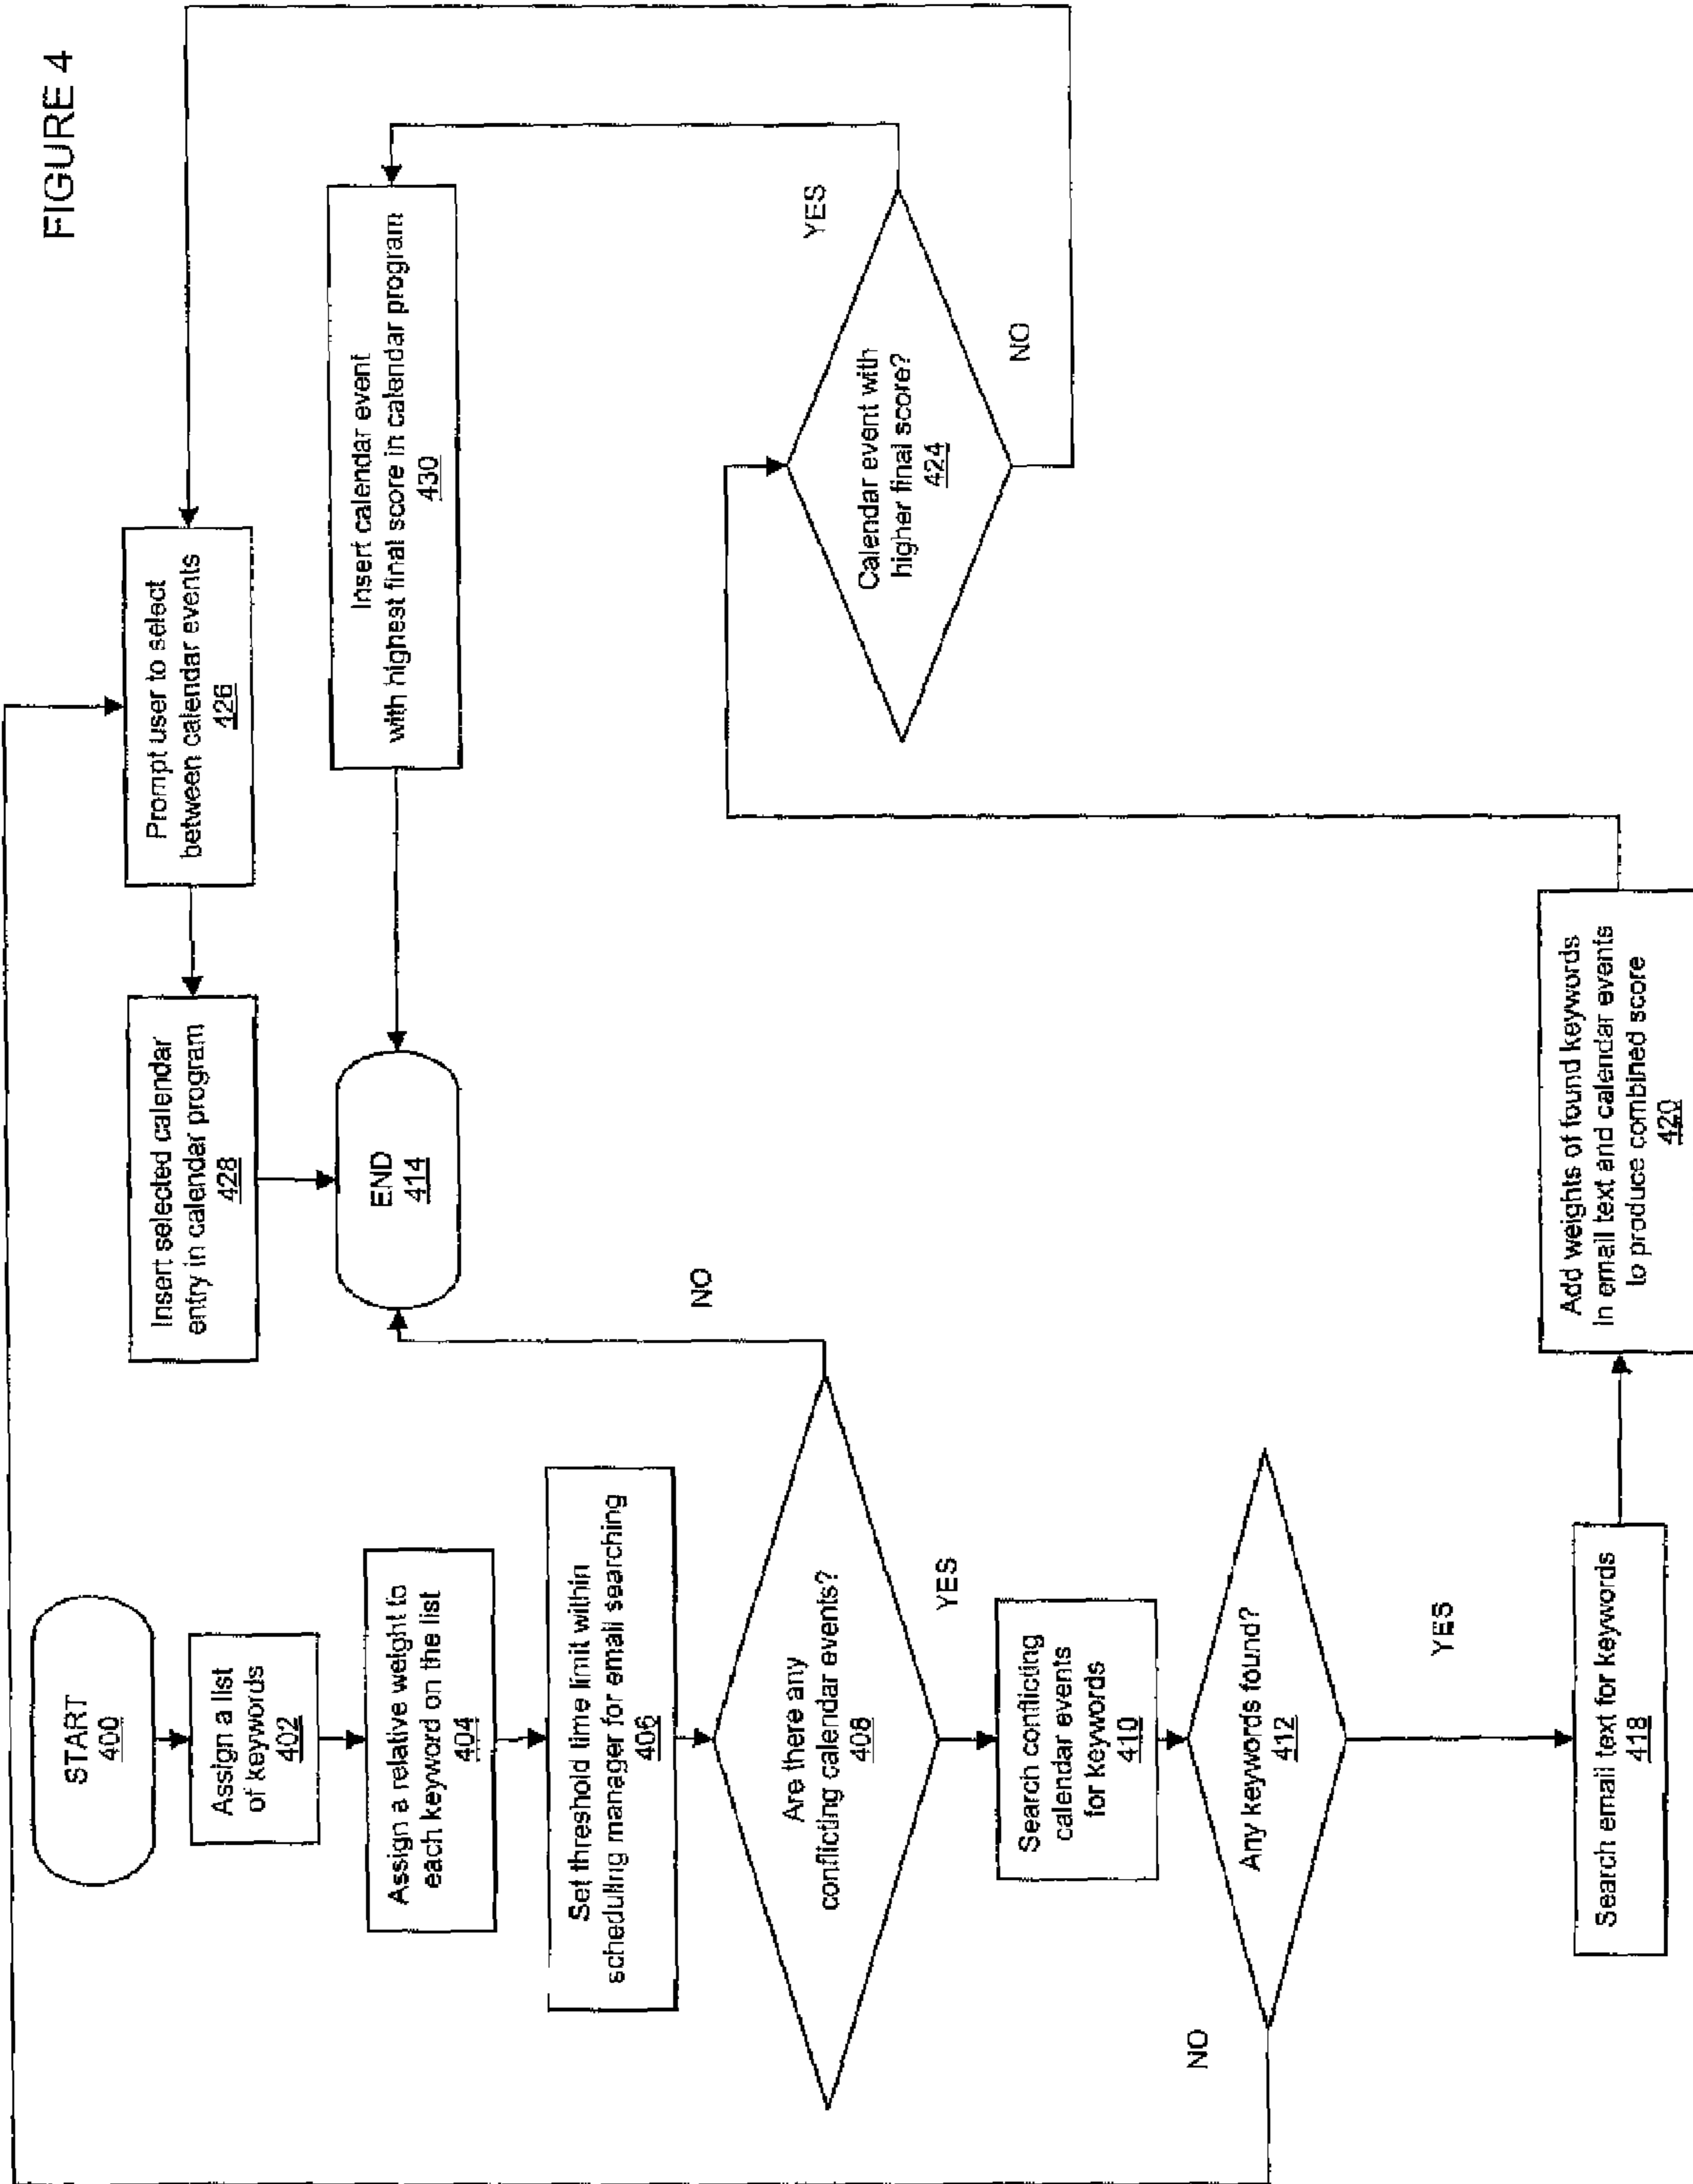 FIGURE 4
START
400
Assign a list
of keywords
402
Assign a relative weight to
each keyword on the list
404
Set threshold time limit within
scheduling manager for email searching
406
Are there any
conflicting calendar events?
408
NO
YES
Search conflicting
calendar events
for keywords
410
Any keywords found?
412
NO
YES
Search email text for keywords
418
Add weights of found keywords
in email text and calendar events
to produce combined score
420
Calendar event with
higher final score?
424
YES
NO
Insert calendar event
with highest final score in calendar program
430
Prompt user to select
between calendar events
426
Insert selected calendar
entry in calendar program
428
END
414